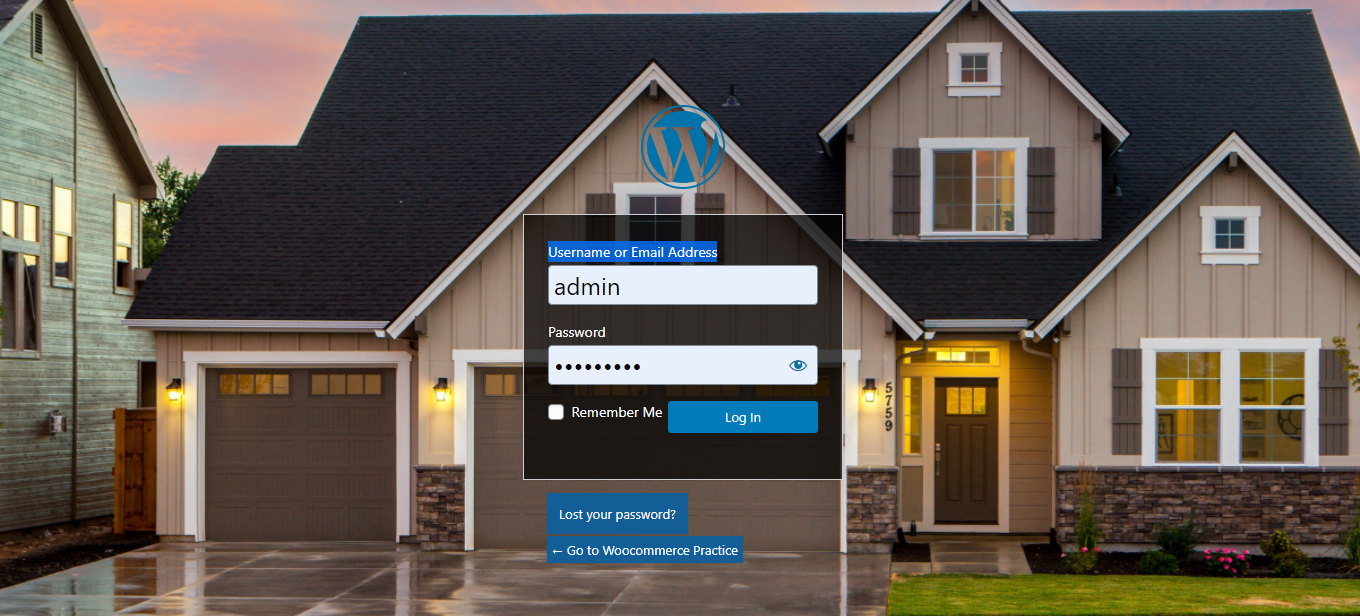 Username or Email Address
admin
Password
Remember Me
Log In
5759
Lost your password?
← Go to Woocommerce Practice